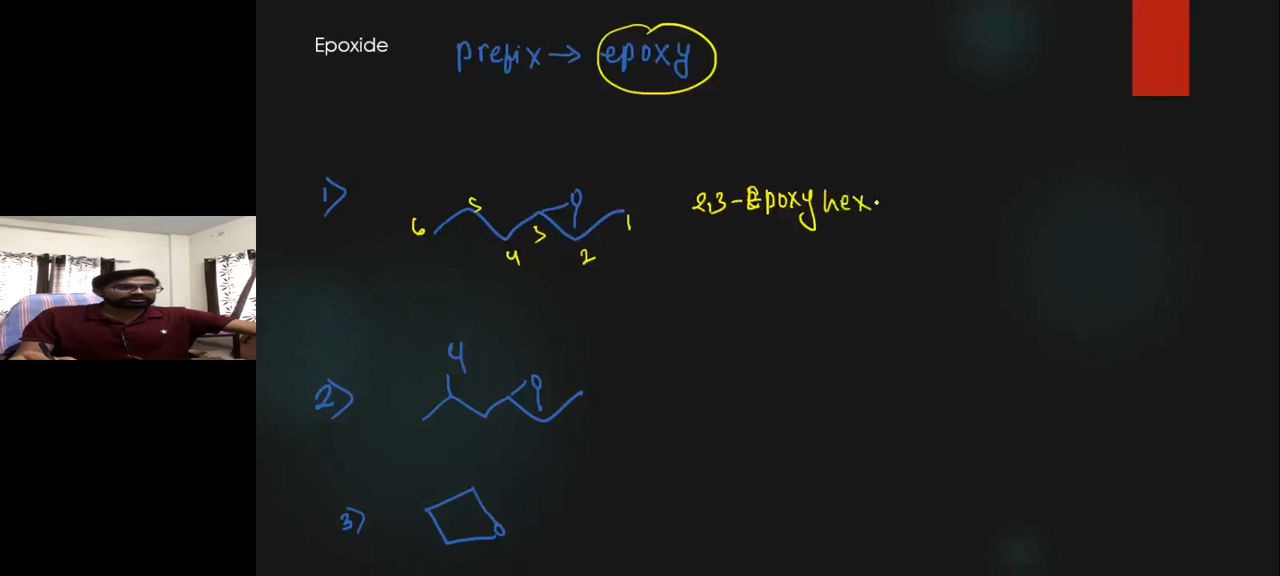 Epoxide
prefix → epoxy
1)
O
6 5 4 3 2 1
2,3-Epoxy hex
4
2)
O
3)
O